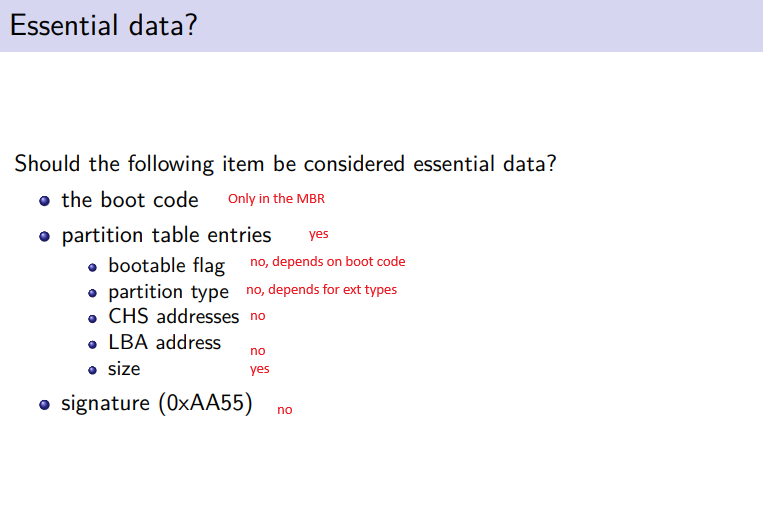 Essential data?
Should the following item be considered essential data?
the boot code Only in the MBR
partition table entries yes
bootable flag no, depends on boot code
partition type no, depends for ext types
CHS addresses no
LBA address no
size yes
signature (0xAA55) no